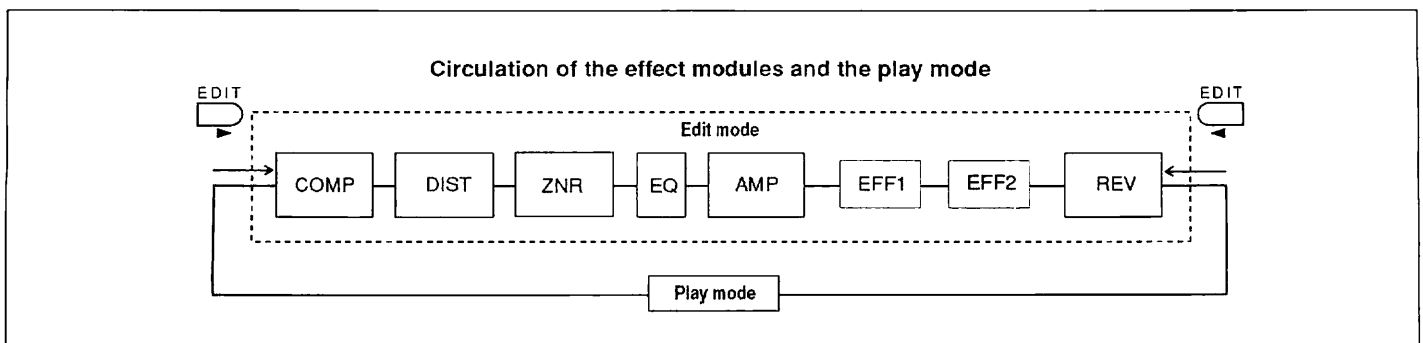 Circulation of the effect modules and the play mode
EDIT
EDIT
Edit mode
COMP
DIST
ZNR
EQ
AMP
EFF1
EFF2
REV
Play mode